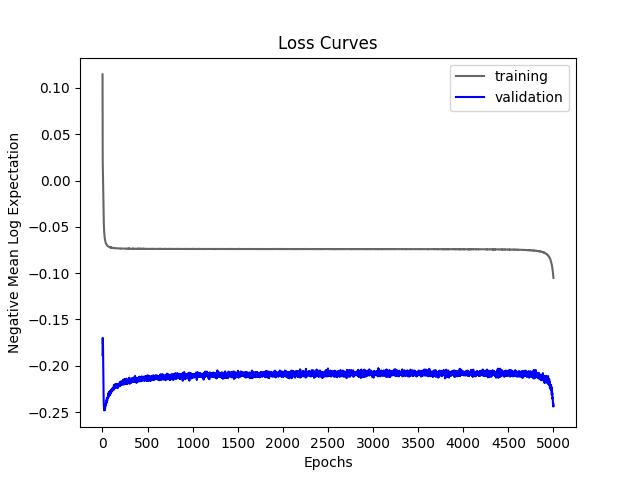 Loss Curves
training
validation
Negative Mean Log Expectation
0.10
0.05
0.00
−0.05
−0.10
−0.15
−0.20
−0.25
0 500 1000 1500 2000 2500 3000 3500 4000 4500 5000
Epochs